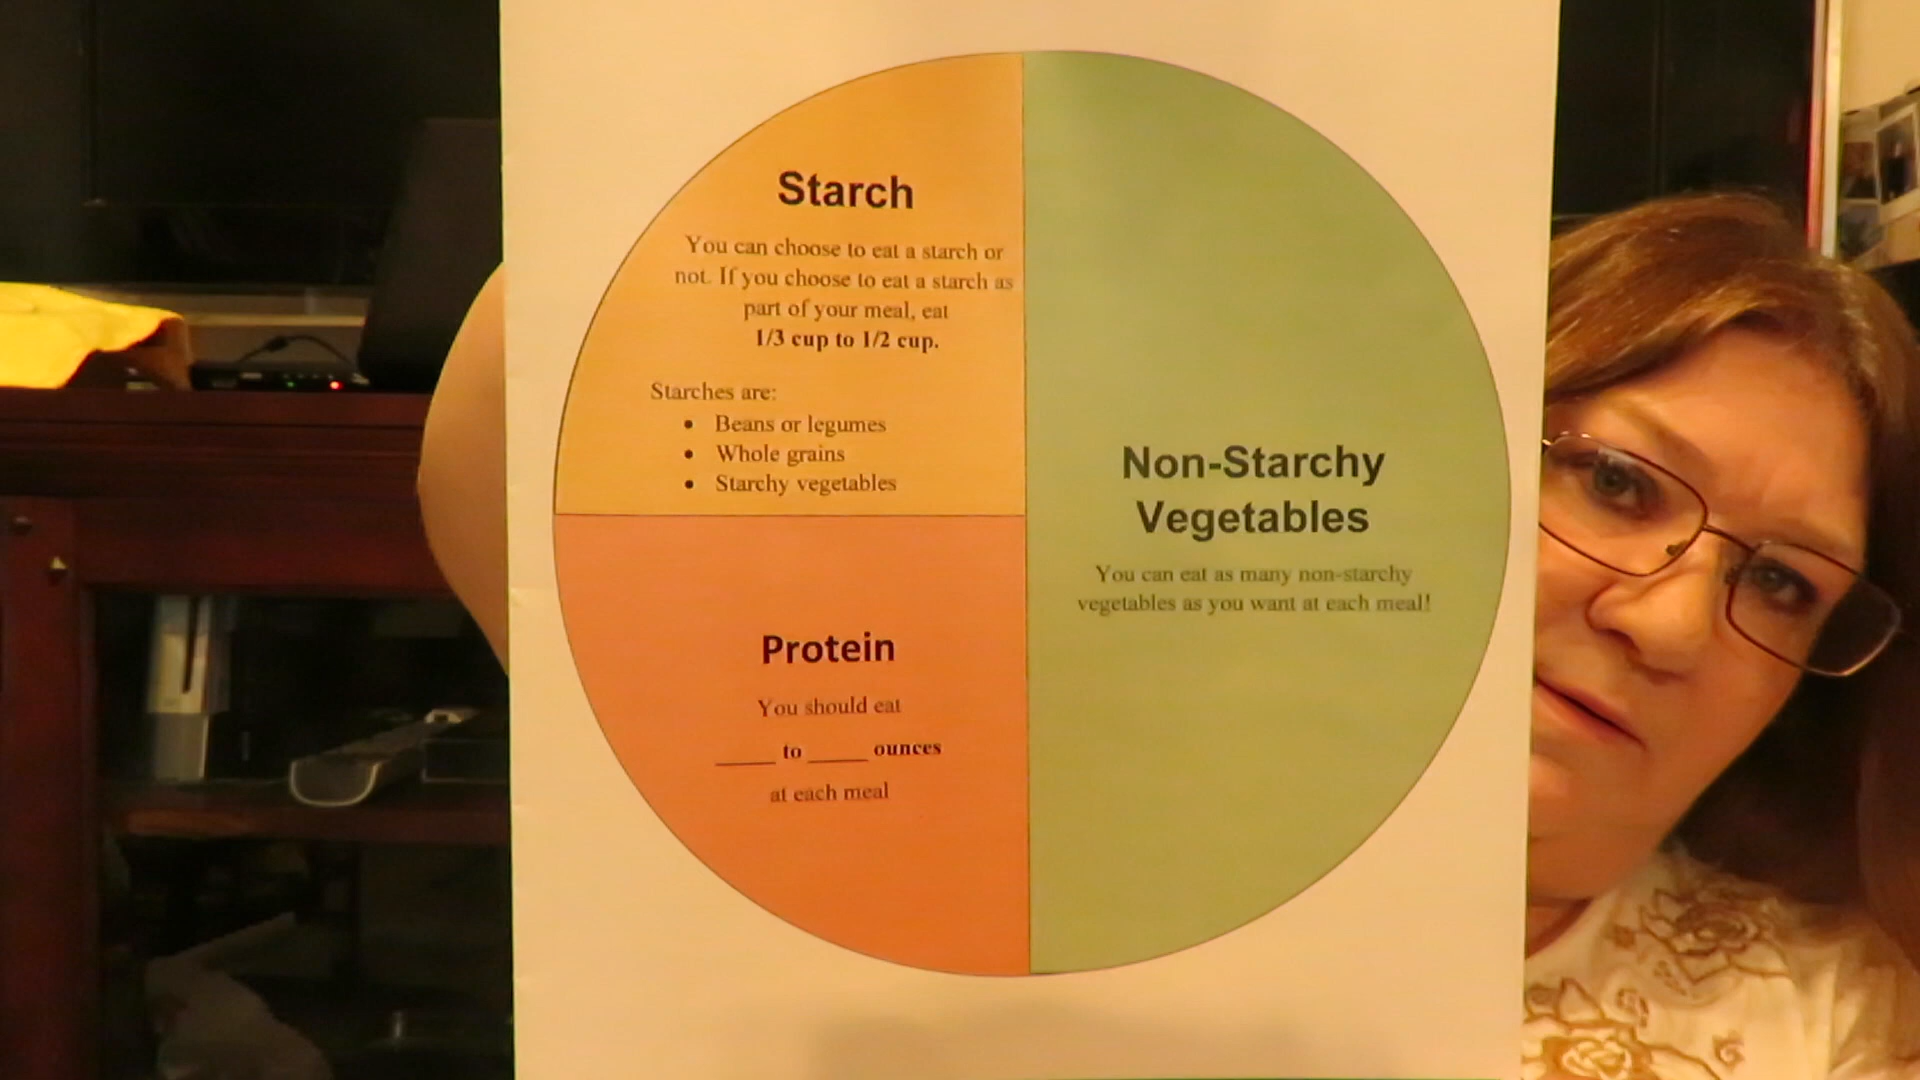 Starch
You can choose to eat a starch or
not. If you choose to eat a starch as
part of your meal, eat
1/3 cup to 1/2 cup.
Starches are:
• Beans or legumes
• Whole grains
• Starchy vegetables
Protein
You should eat
_____ to _____ ounces
at each meal
Non-Starchy
Vegetables
You can eat as many non-starchy
vegetables as you want at each meal!